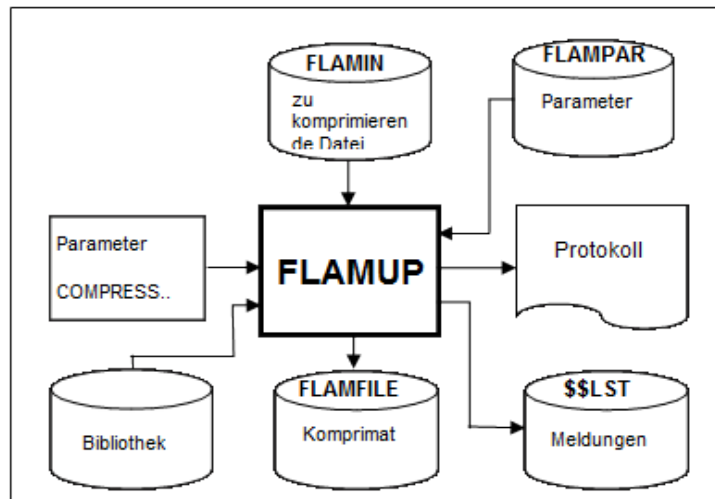 FLAMIN
zu
komprimieren
de Datei
FLAMPAR
Parameter
Parameter
COMPRESS..
FLAMUP
Protokoll
Bibliothek
FLAMFILE
Komprimat
$$LST
Meldungen